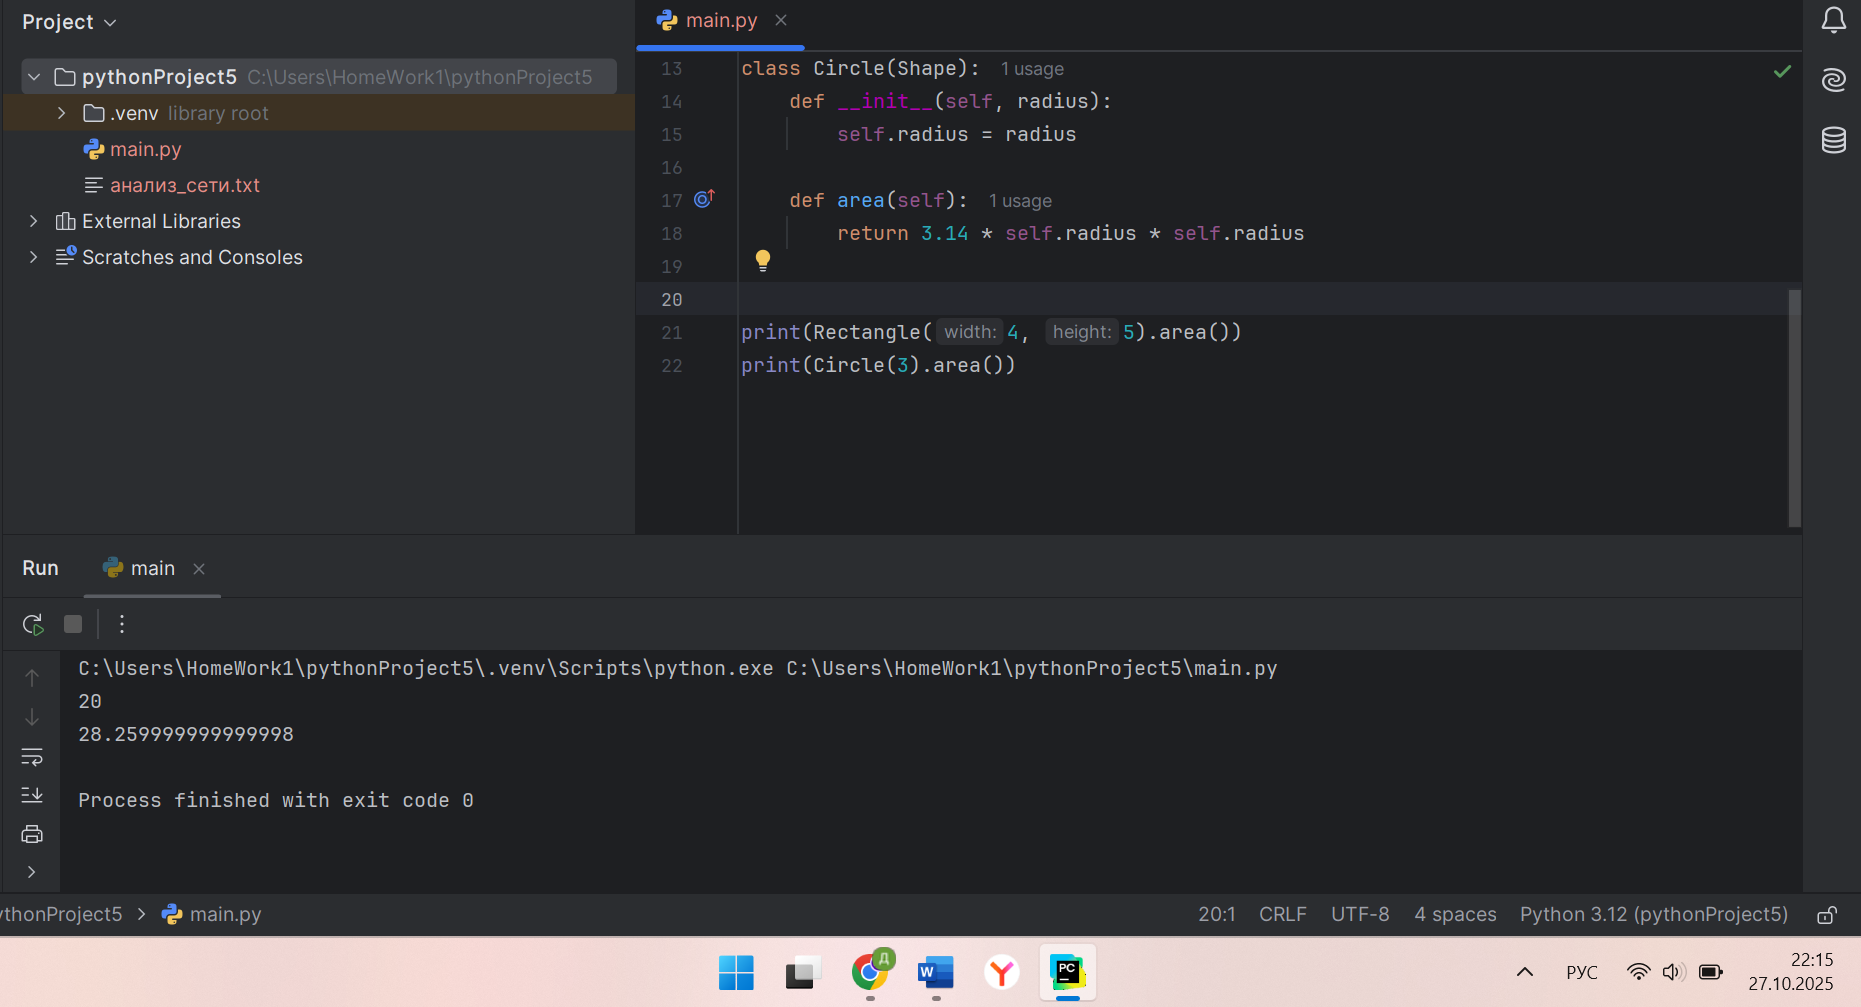 Project
pythonProject5 C:\Users\HomeWork1\pythonProject5
.venv library root
main.py
анализ_сети.txt
External Libraries
Scratches and Consoles
main.py
13 class Circle(Shape): 1 usage
14 def __init__(self, radius):
15 self.radius = radius
16
17 def area(self): 1 usage
18 return 3.14 * self.radius * self.radius
19
20
21 print(Rectangle( width: 4, height: 5).area())
22 print(Circle(3).area())
Run main
C:\Users\HomeWork1\pythonProject5\.venv\Scripts\python.exe C:\Users\HomeWork1\pythonProject5\main.py
20
28.259999999999998
Process finished with exit code 0
ythonProject5 main.py 20:1 CRLF UTF-8 4 spaces Python 3.12 (pythonProject5)
Д
W
PC
РУС
22:15
27.10.2025